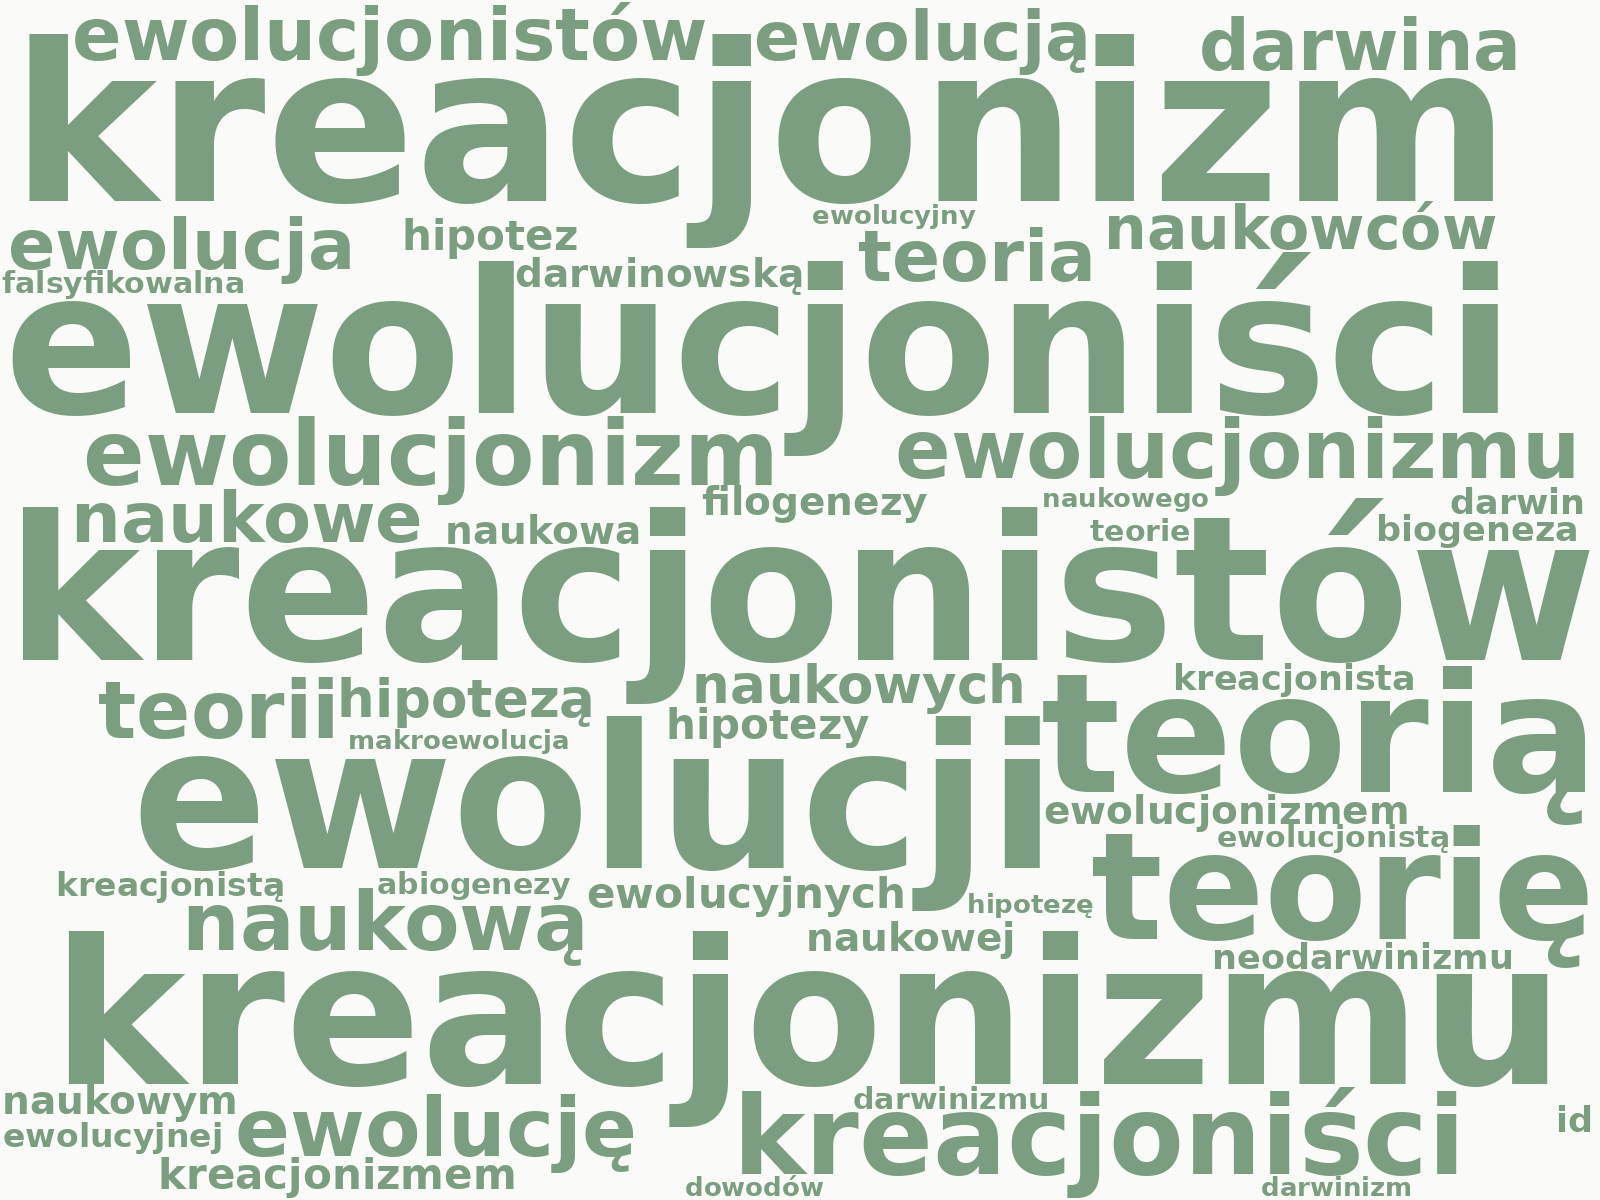 ewolucjonistów ewolucją darwina
kreacjonizm
ewolucja hipotez ewolucyjny teoria naukowców
falsyfikowalna darwinowską
ewolucjoniści
ewolucjonizm ewolucjonizmu
naukowe naukowa filogenezy naukowego darwin
teorie biogeneza
kreacjonistów
teorii hipotezą naukowych kreacjonista
makroewolucja hipotezy teorią
ewolucji
ewolucjonizmem
ewolucjonistą
kreacjonistą abiogenezy ewolucyjnych hipotezę teorię
naukową naukowej neodarwinizmu
kreacjonizmu
naukowym ewolucję darwinizmu kreacjoniści id
ewolucyjnej
kreacjonizmem dowodów darwinizm